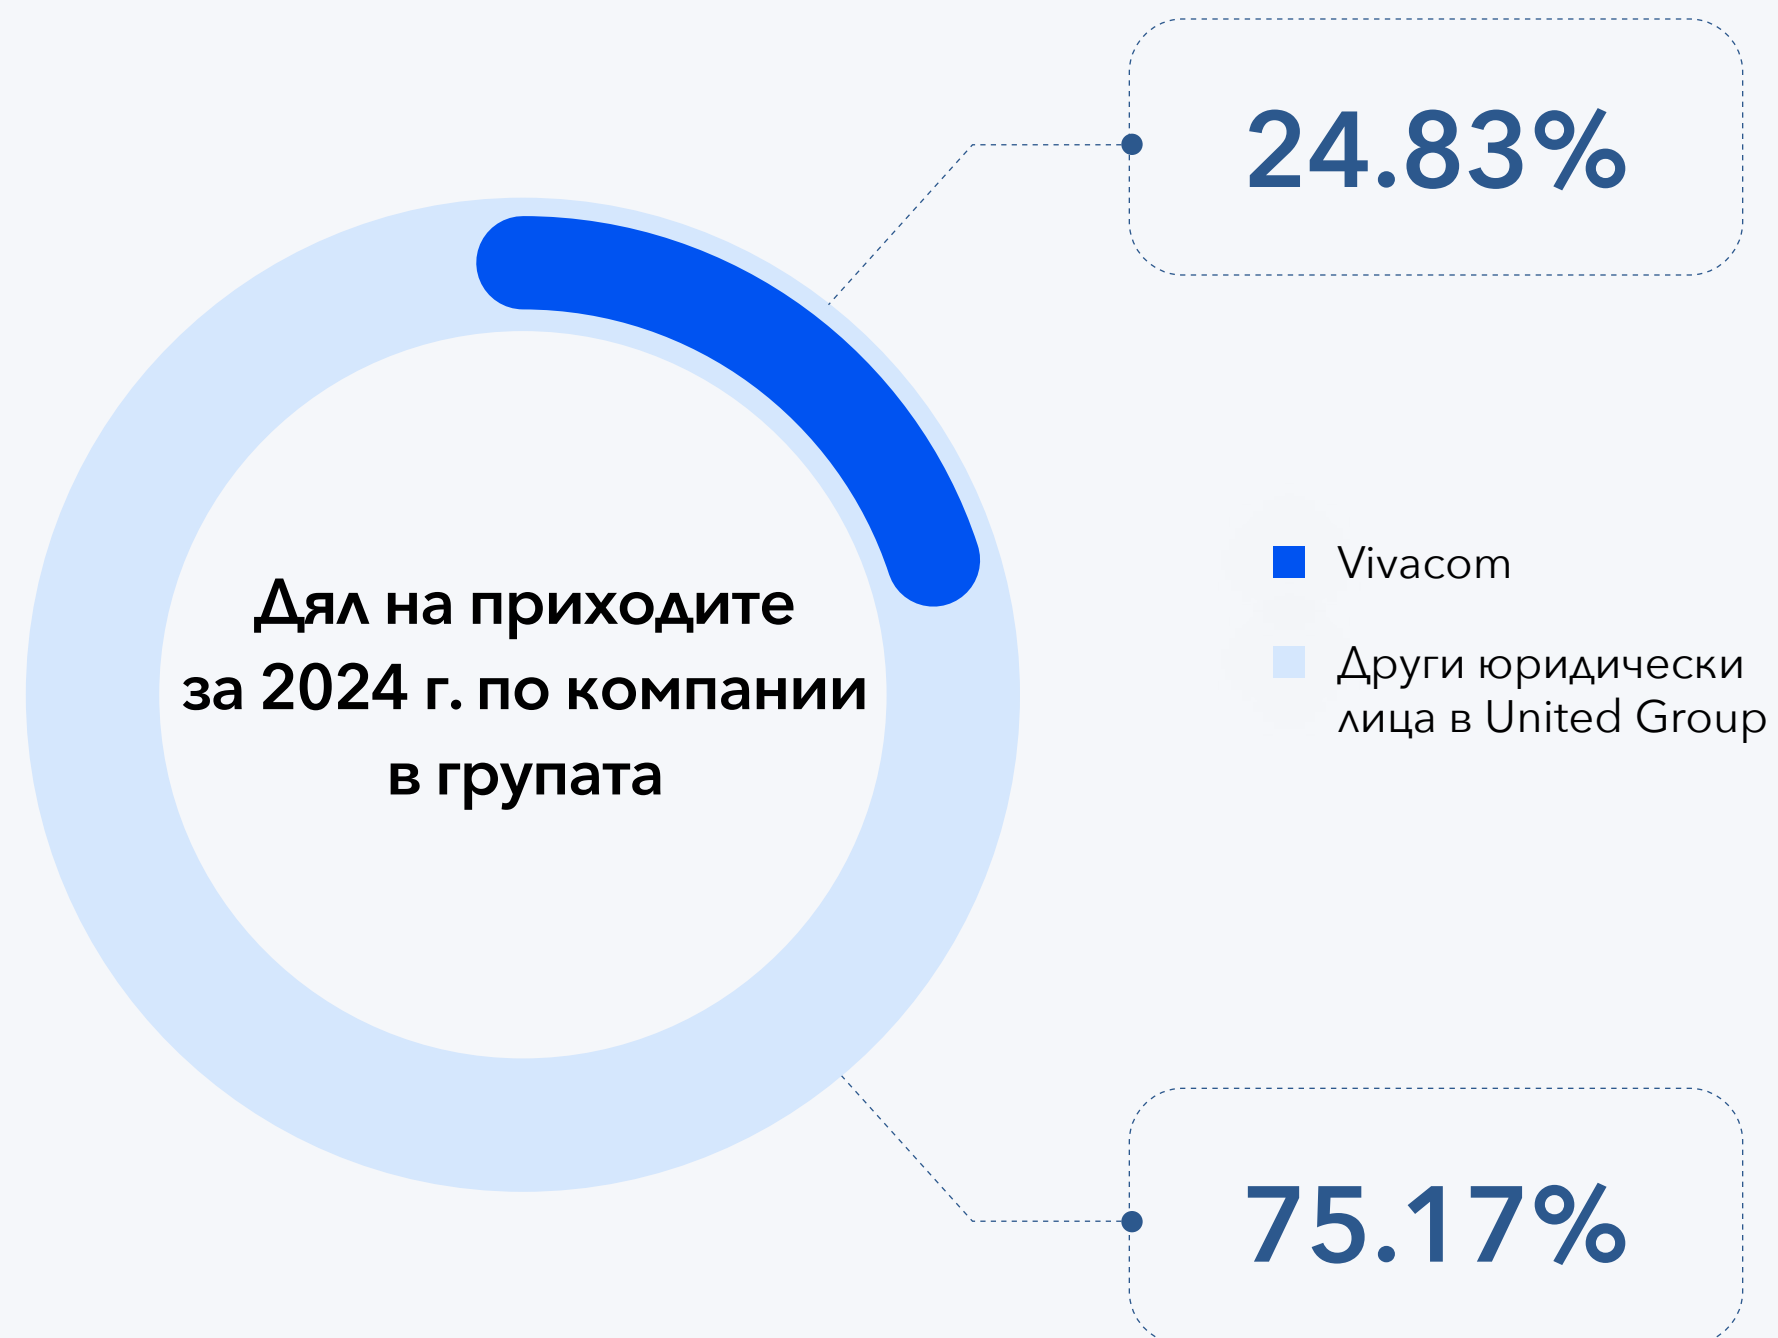 24.83%
Дял на приходите
за 2024 г. по компании
в групата
Vivacom
Други юридически
лица в United Group
75.17%